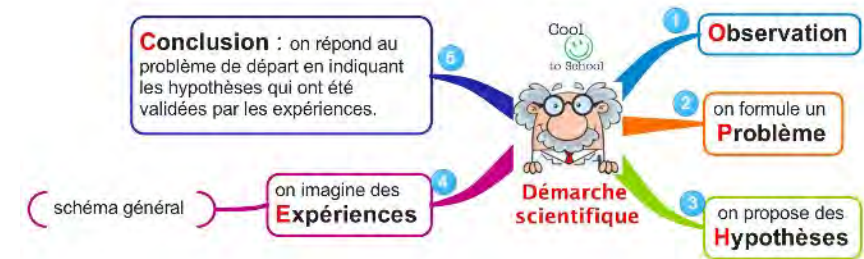 Cool
to School
Démarche
scientifique
1
Observation
2
on formule un
Problème
3
on propose des
Hypothèses
4
on imagine des
Expériences
schéma général
5
Conclusion : on répond au
problème de départ en indiquant
les hypothèses qui ont été
validées par les expériences.